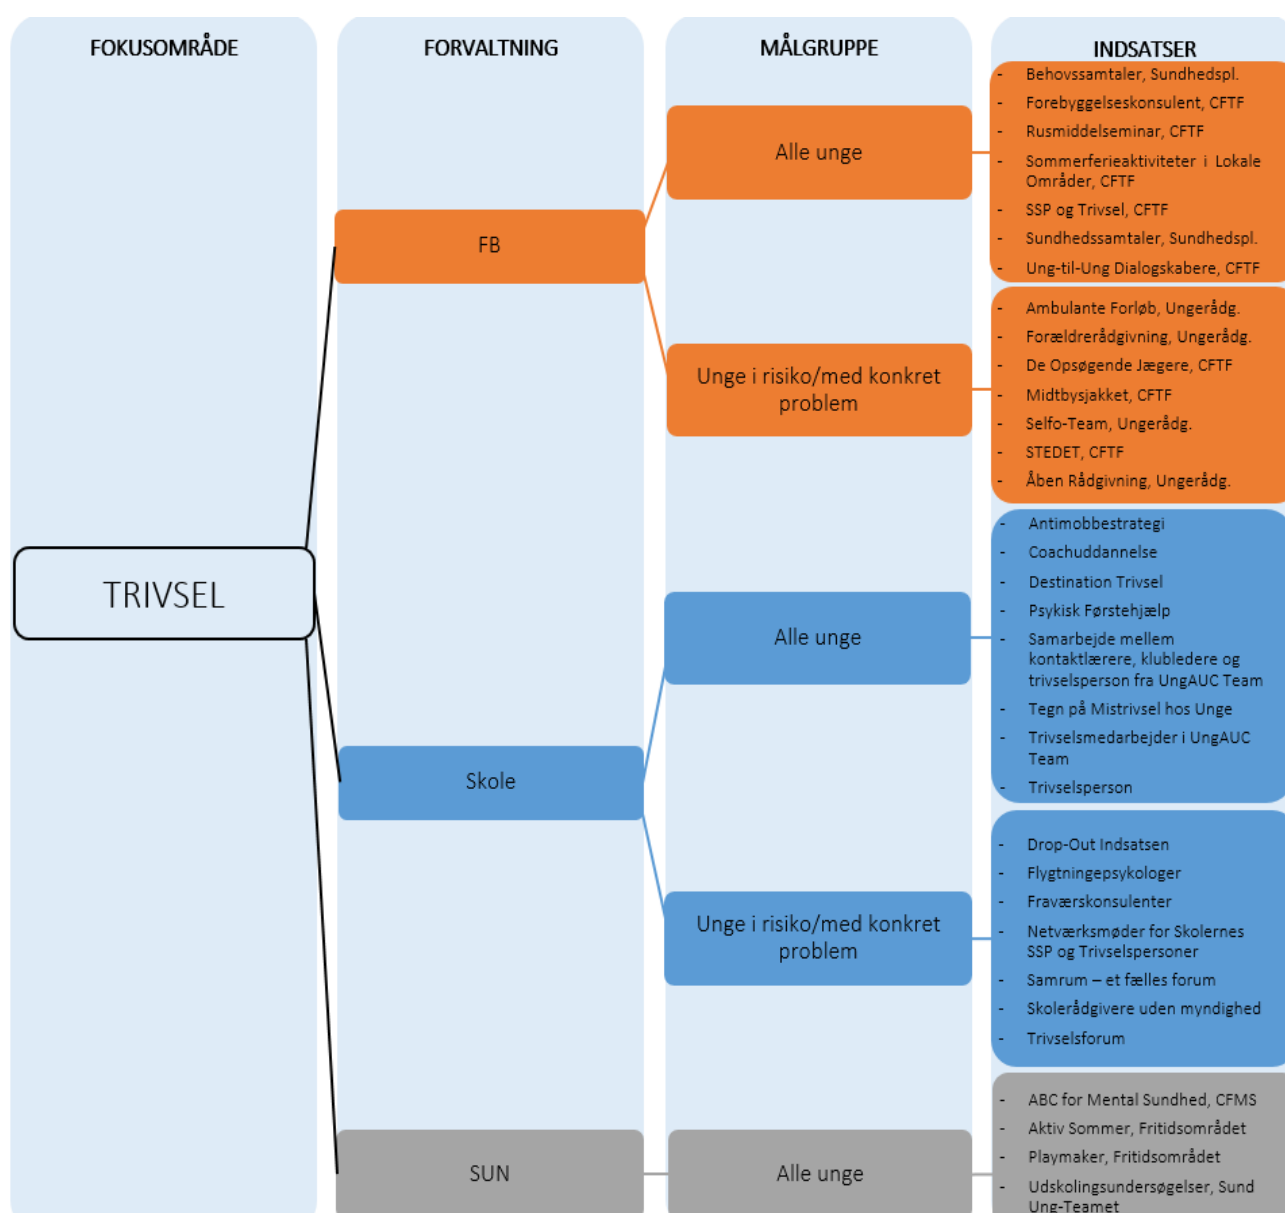 FOKUSOMRÅDE
FORVALTNING
MÅLGRUPPE
INDSATSER
TRIVSEL
FB
Alle unge
- Behovssamtaler, Sundhedspl.
- Forebyggelseskonsulent, CFTF
- Rusmiddelseminar, CFTF
- Sommerferieaktiviteter i Lokale
Områder, CFTF
- SSP og Trivsel, CFTF
- Sundhedssamtaler, Sundhedspl.
- Ung-til-Ung Dialogskabere, CFTF
Unge i risiko/med konkret
problem
- Ambulante Forløb, Ungerådg.
- Forældrerådgivning, Ungerådg.
- De Opsøgende Jægere, CFTF
- Midtbysjakket, CFTF
- Selfo-Team, Ungerådg.
- STEDET, CFTF
- Åben Rådgivning, Ungerådg.
Skole
Alle unge
- Antimobbestrategi
- Coachuddannelse
- Destination Trivsel
- Psykisk Førstehjælp
- Samarbejde mellem
kontaktlærere, klubledere og
trivselsperson fra UngAUC Team
- Tegn på Mistrivsel hos Unge
- Trivselsmedarbejder i UngAUC
Team
- Trivselsperson
Unge i risiko/med konkret
problem
- Drop-Out Indsatsen
- Flygtningepsykologer
- Fraværskonsulenter
- Netværksmøder for Skolernes
SSP og Trivselspersoner
- Samrum – et fælles forum
- Skolerådgivere uden myndighed
- Trivselsforum
SUN
Alle unge
- ABC for Mental Sundhed, CFMS
- Aktiv Sommer, Fritidsområdet
- Playmaker, Fritidsområdet
- Udskolingsundersøgelser, Sund
Ung-Teamet